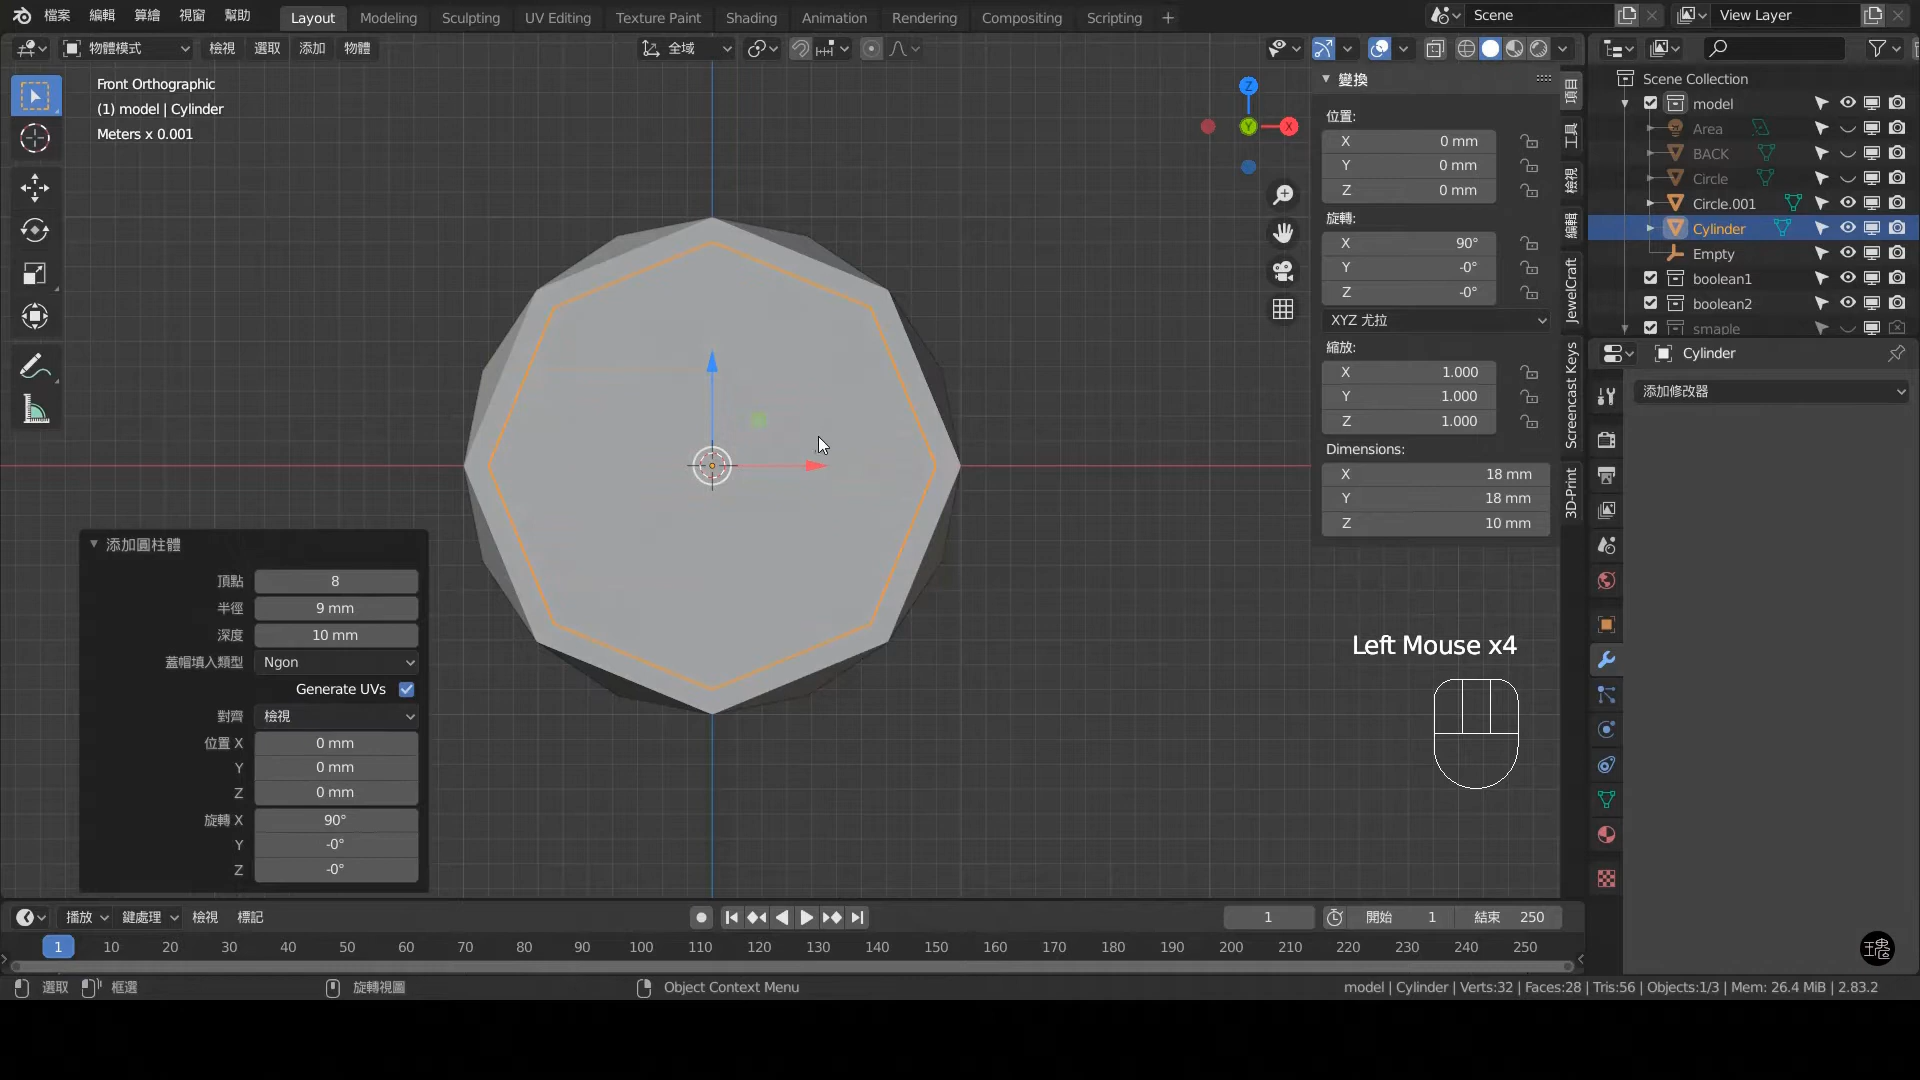 檔案 編輯 算繪 視窗 幫助 Layout Modeling Sculpting UV Editing Texture Paint Shading Animation Rendering Compositing Scripting + Scene View Layer
物體模式 檢視 選取 添加 物體 全域
Front Orthographic
(1) model | Cylinder
Meters x 0.001
Z
Y
X
變換
位置:
X 0 mm
Y 0 mm
Z 0 mm
旋轉:
X 90°
Y -0°
Z -0°
XYZ 尤拉
縮放:
X 1.000
Y 1.000
Z 1.000
Dimensions:
X 18 mm
Y 18 mm
Z 10 mm
項目
工具
檢視
編輯
JewelCraft
Screencast Keys
3D-Print
Scene Collection
model
Area
BACK
Circle
Circle.001
Cylinder
Empty
boolean1
boolean2
smaple
Cylinder
添加修改器
添加圓柱體
頂點 8
半徑 9 mm
深度 10 mm
蓋帽填入類型 Ngon
Generate UVs
對齊 檢視
位置 X 0 mm
Y 0 mm
Z 0 mm
旋轉 X 90°
Y -0°
Z -0°
Left Mouse x4
播放 鍵處理 檢視 標記 1 開始 1 結束 250
1 10 20 30 40 50 60 70 80 90 100 110 120 130 140 150 160 170 180 190 200 210 220 230 240 250
選取 框選 旋轉視圖 Object Context Menu model | Cylinder | Verts:32 | Faces:28 | Tris:56 | Objects:1/3 | Mem: 26.4 MiB | 2.83.2